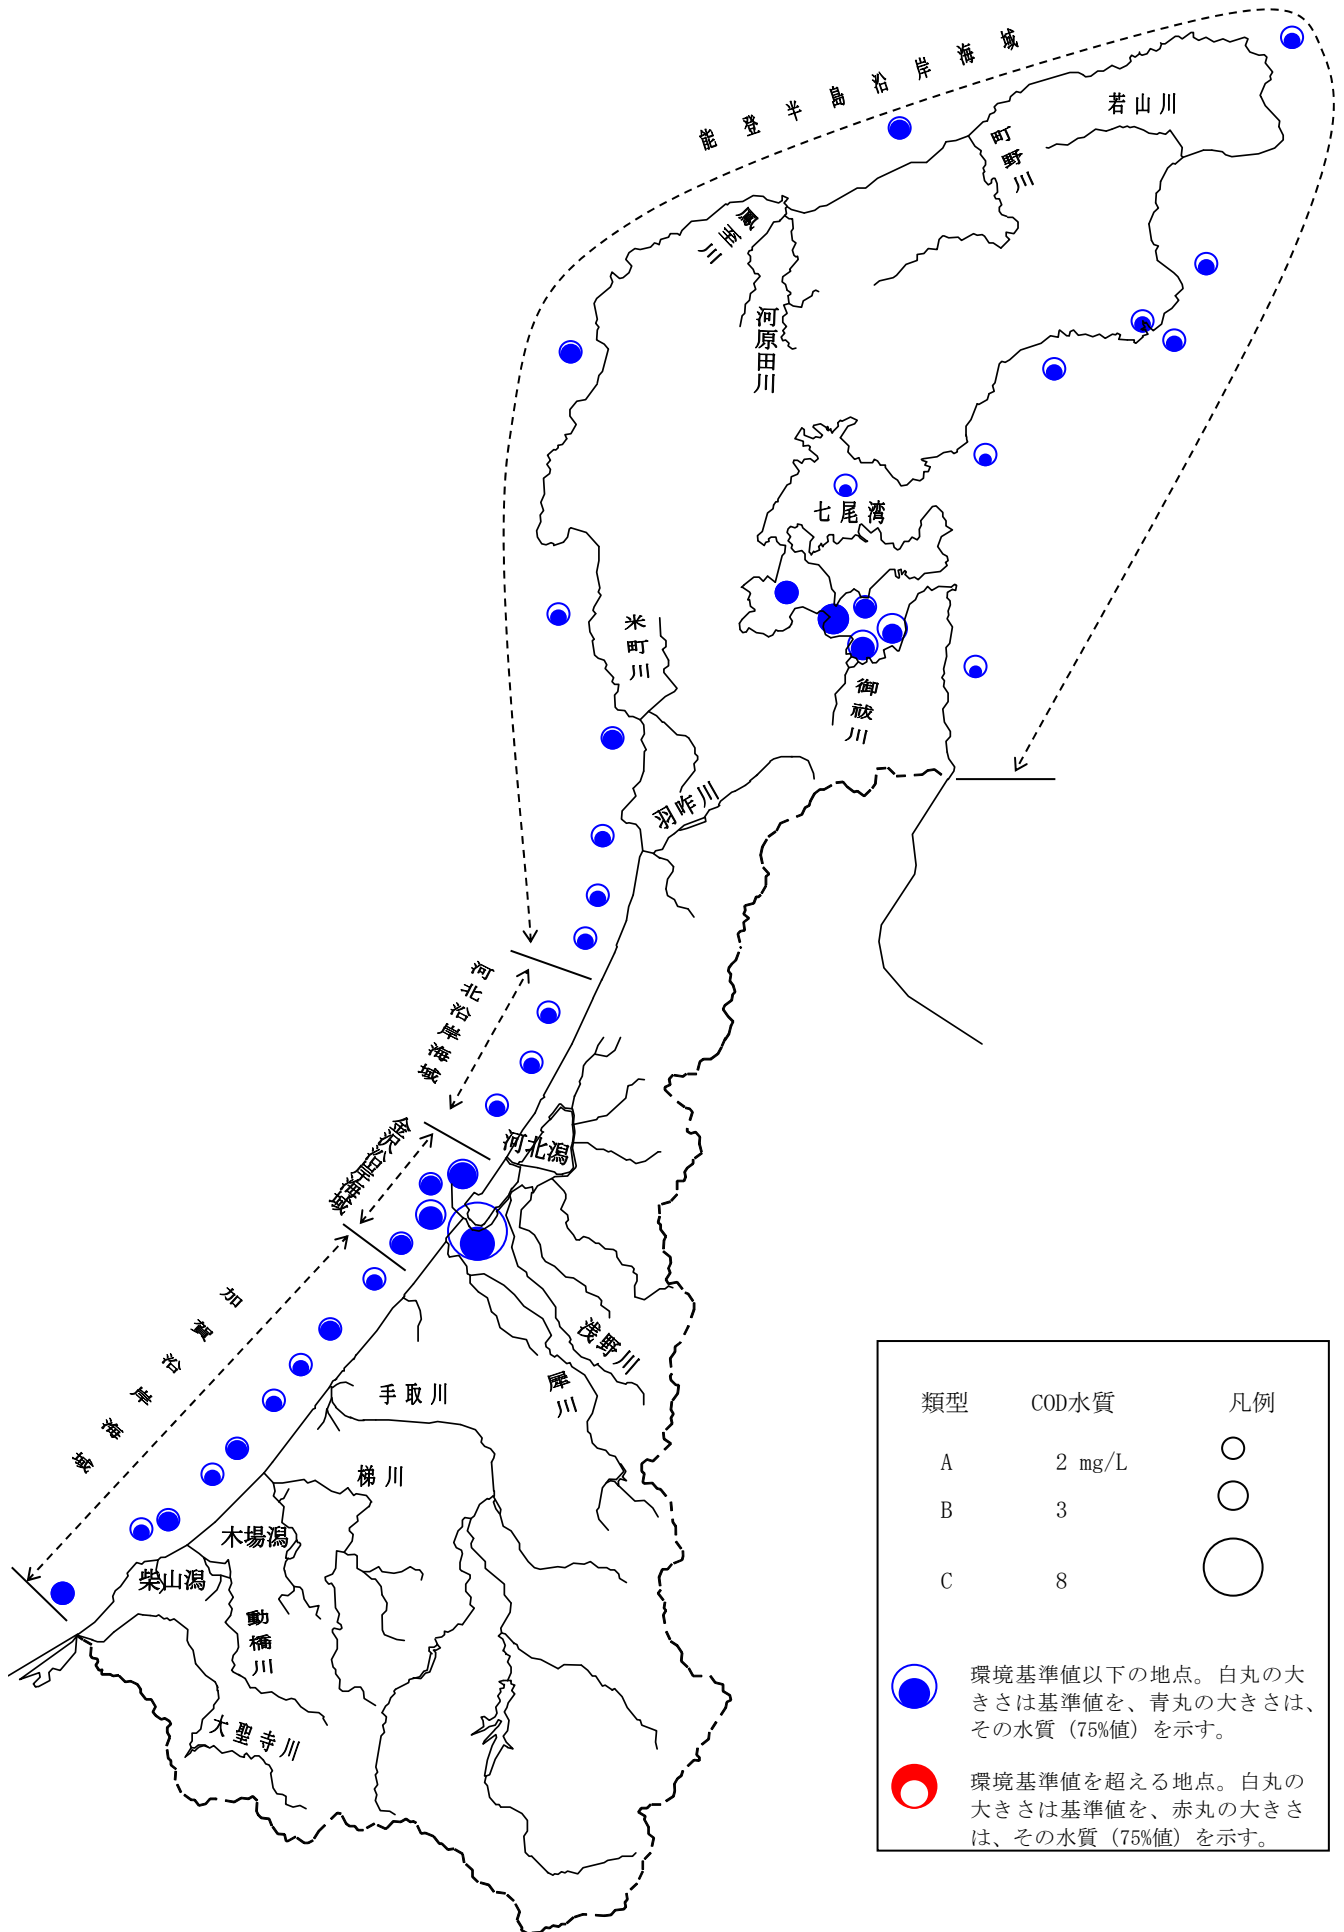 能登半島沿岸海域
若山川
町野川
鳳至川
河原田川
七尾湾
米町川
御祓川
羽咋川
河北沿岸海域
金沢沿岸海域
河北潟
加賀沿岸海域
浅野川
犀川
手取川
梯川
木場潟
柴山潟
動橋川
大聖寺川
類型 COD水質 凡例
A 2 mg/L
B 3
C 8
環境基準値以下の地点。白丸の大
きさは基準値を、青丸の大きさは、
その水質（75%値）を示す。
環境基準値を超える地点。白丸の
大きさは基準値を、赤丸の大きさ
は、その水質（75%値）を示す。